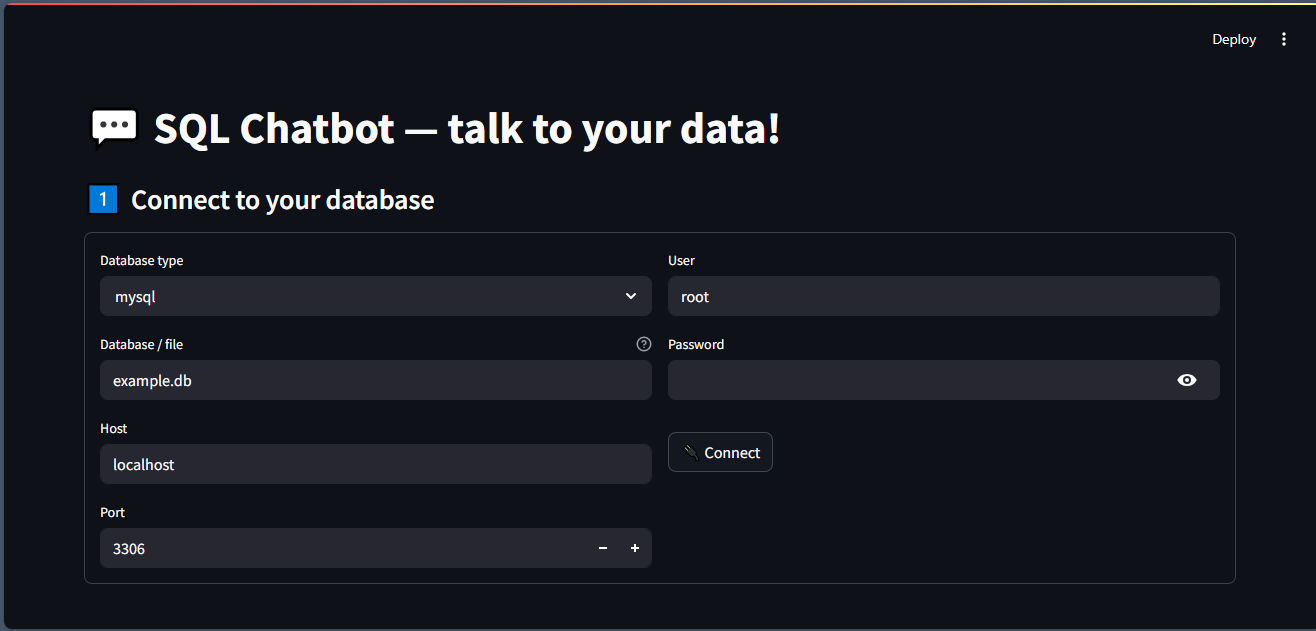 Deploy
💬 SQL Chatbot — talk to your data!
1 Connect to your database
Database type
mysql
Database / file
example.db
Host
localhost
Port
3306
User
root
Password
Connect